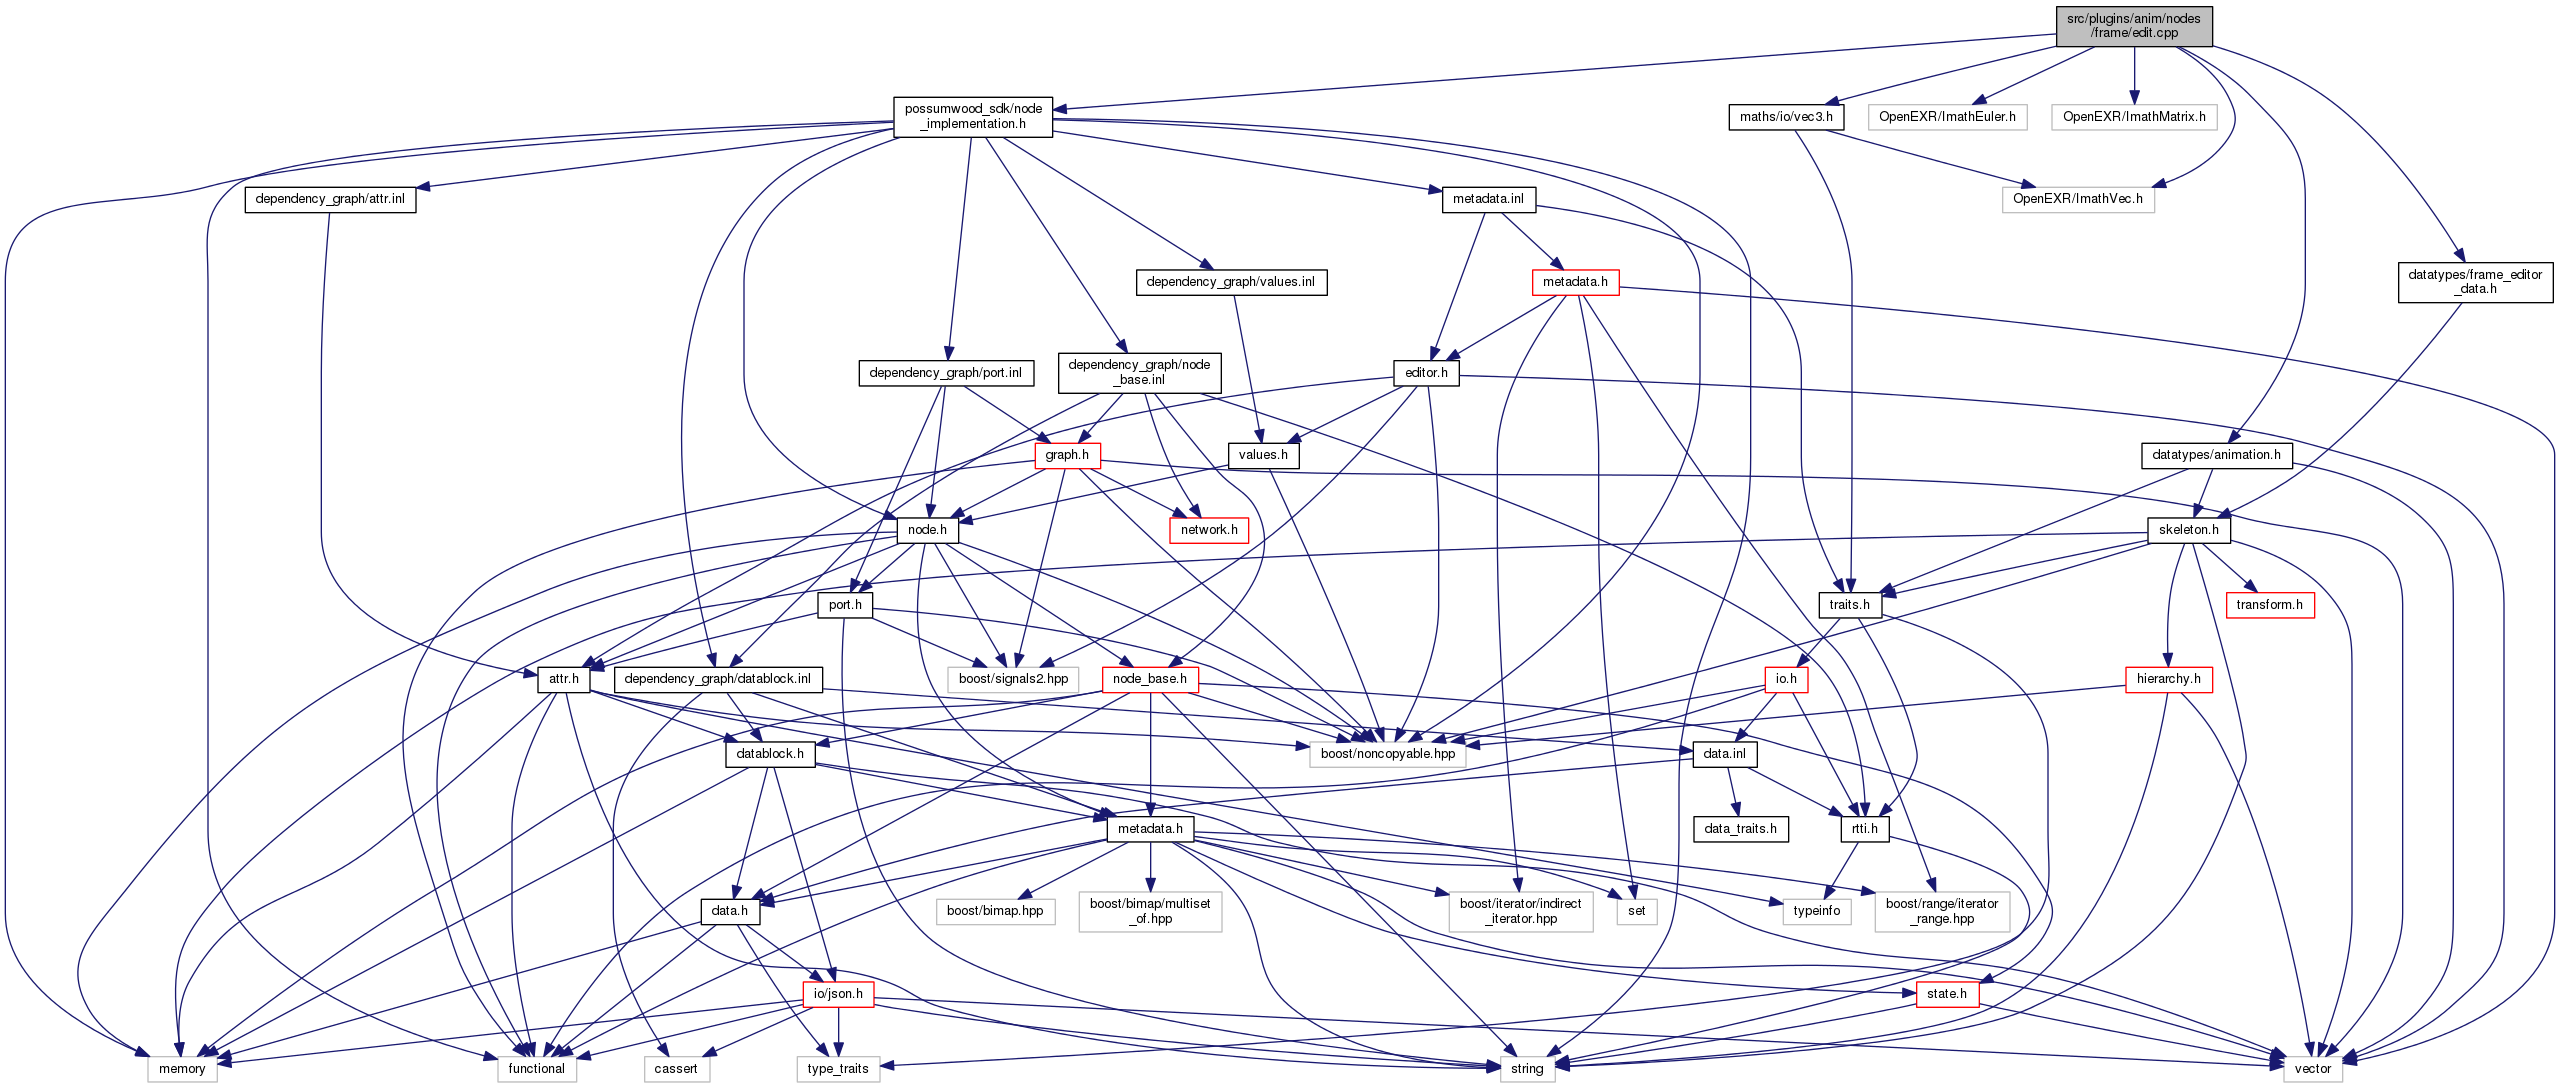 src/plugins/anim/nodes
/frame/edit.cpp
possumwood_sdk/node
_implementation.h
maths/io/vec3.h
OpenEXR/ImathEuler.h
OpenEXR/ImathMatrix.h
dependency_graph/attr.inl
metadata.inl
OpenEXR/ImathVec.h
dependency_graph/values.inl
metadata.h
datatypes/frame_editor
_data.h
dependency_graph/port.inl
dependency_graph/node
_base.inl
editor.h
graph.h
values.h
datatypes/animation.h
node.h
network.h
skeleton.h
port.h
traits.h
transform.h
attr.h
dependency_graph/datablock.inl
boost/signals2.hpp
node_base.h
io.h
hierarchy.h
datablock.h
boost/noncopyable.hpp
data.inl
metadata.h
data_traits.h
rtti.h
data.h
boost/bimap.hpp
boost/bimap/multiset
_of.hpp
boost/iterator/indirect
_iterator.hpp
set
typeinfo
boost/range/iterator
_range.hpp
io/json.h
state.h
memory
functional
cassert
type_traits
string
vector